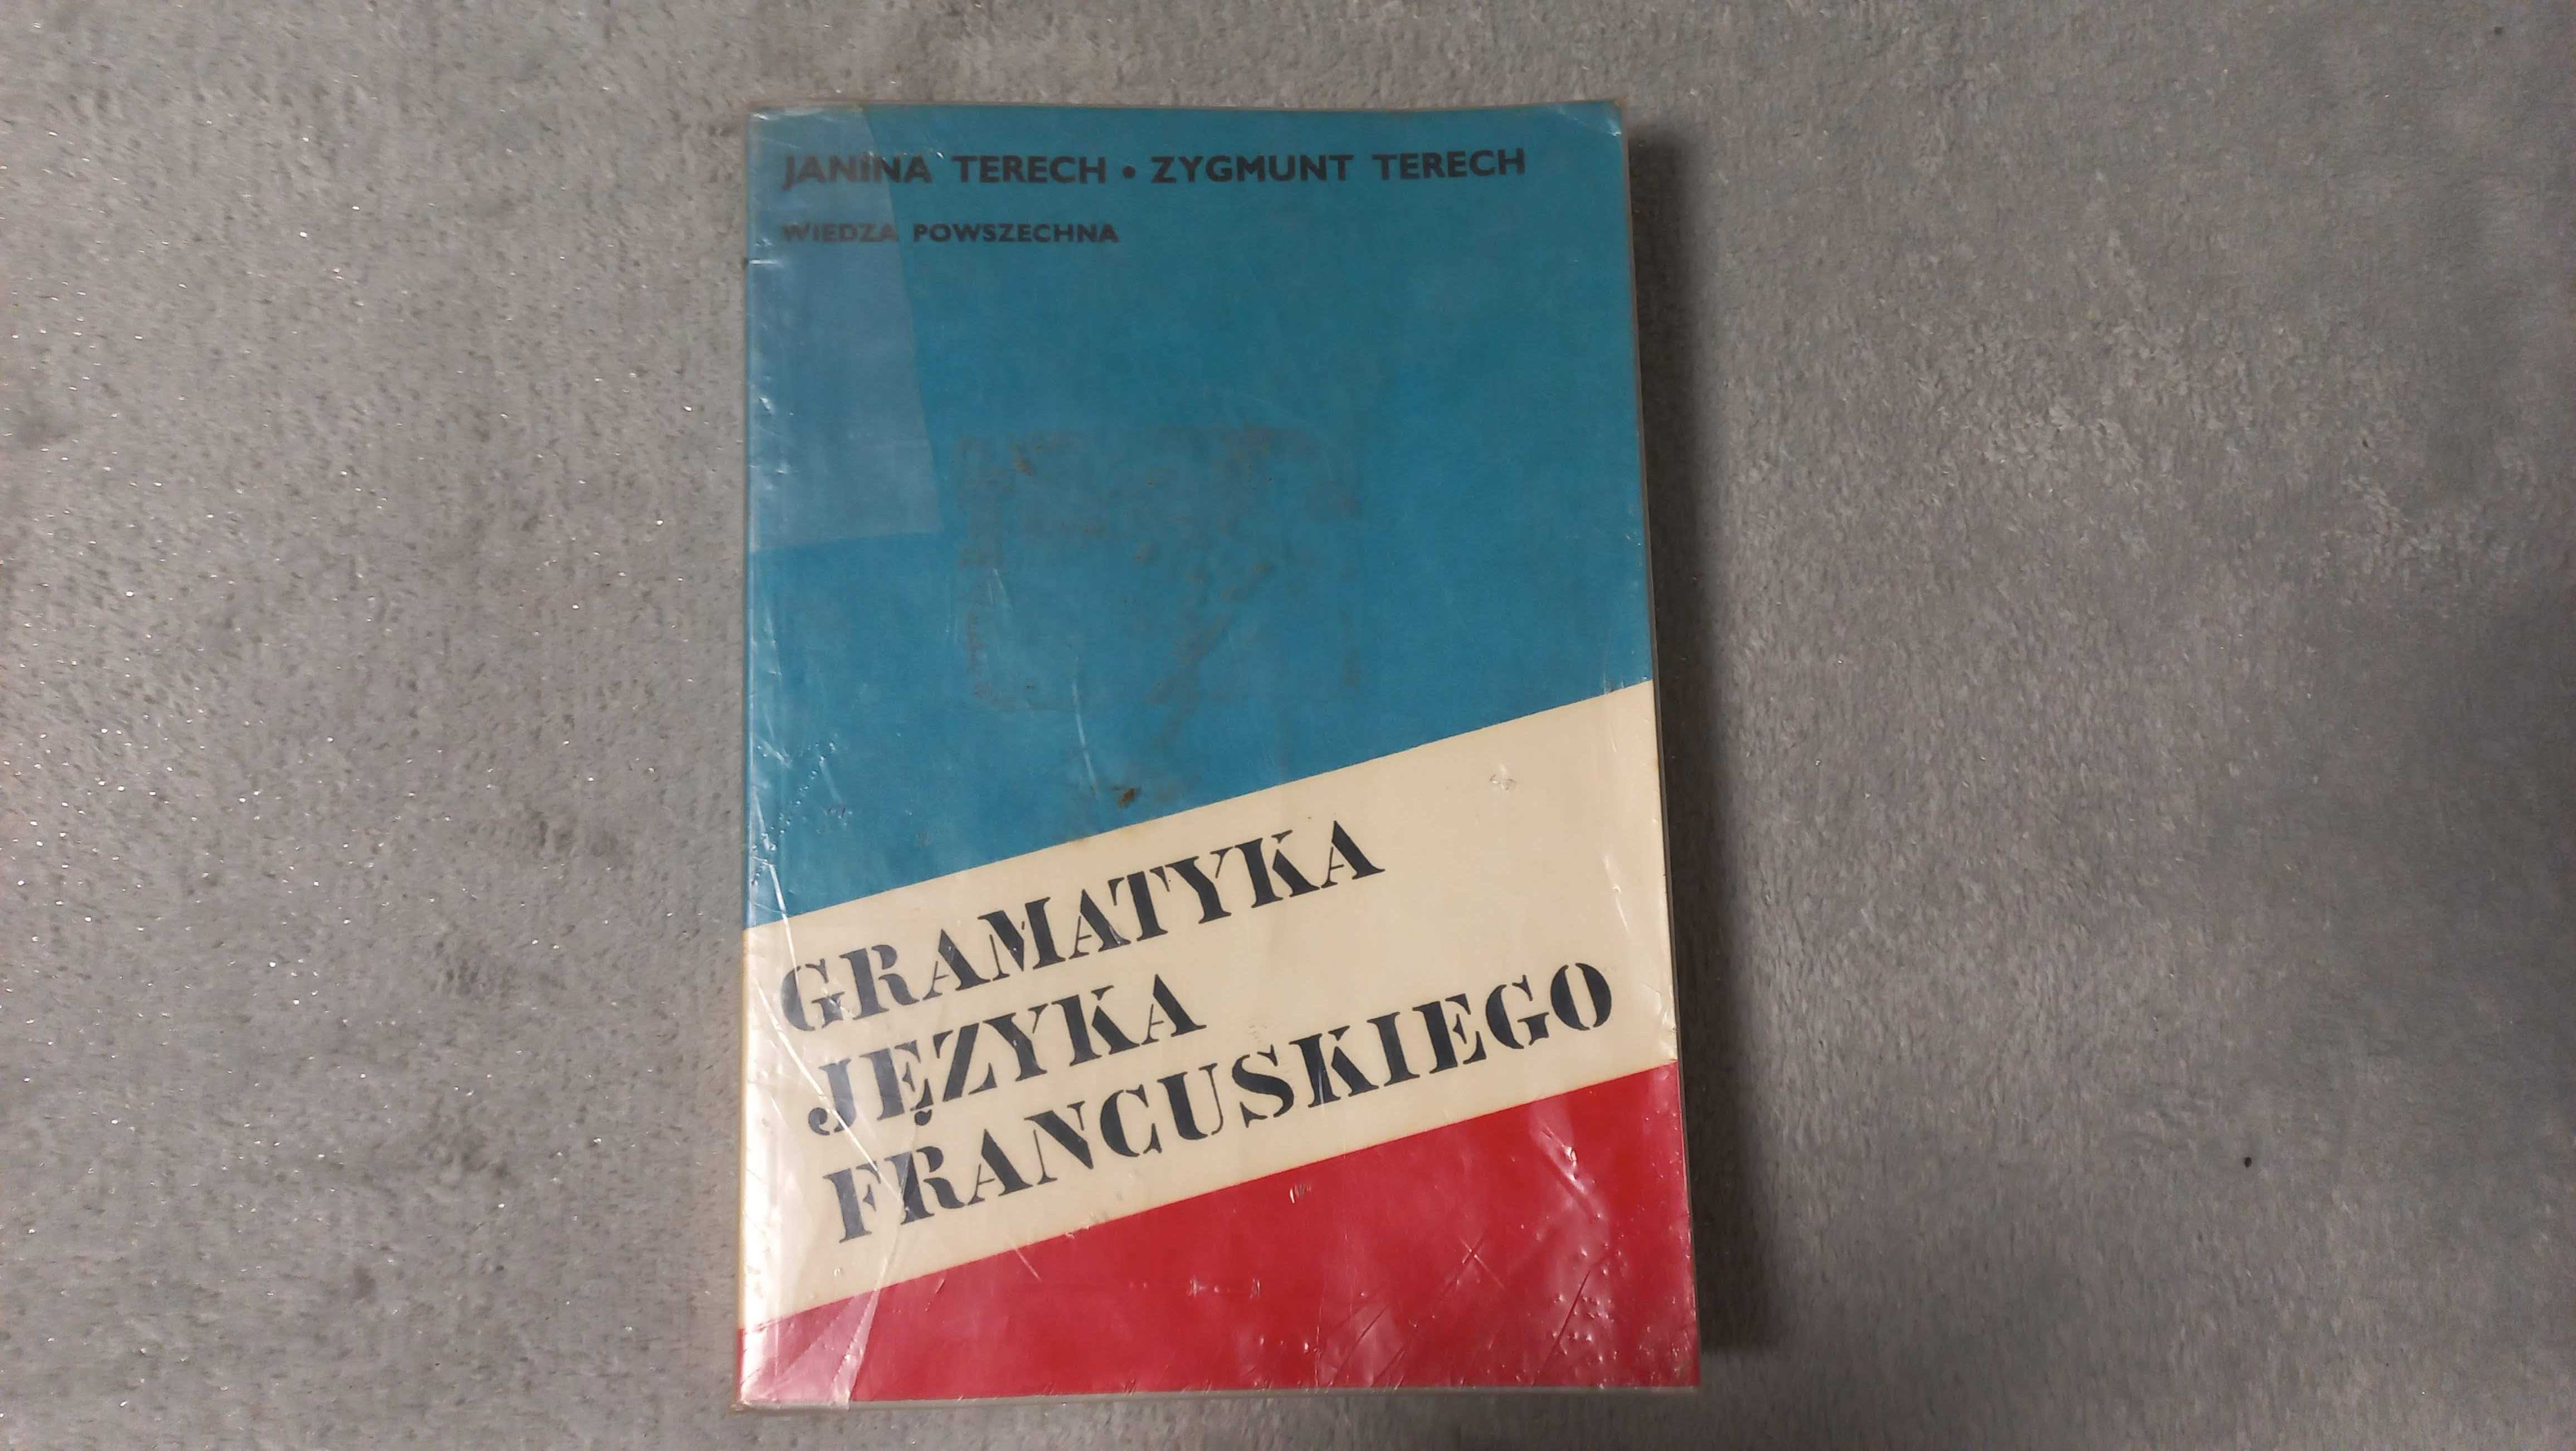 JANINA TERECH • ZYGMUNT TERECH
WIEDZA POWSZECHNA
GRAMATYKA
JĘZYKA
FRANCUSKIEGO